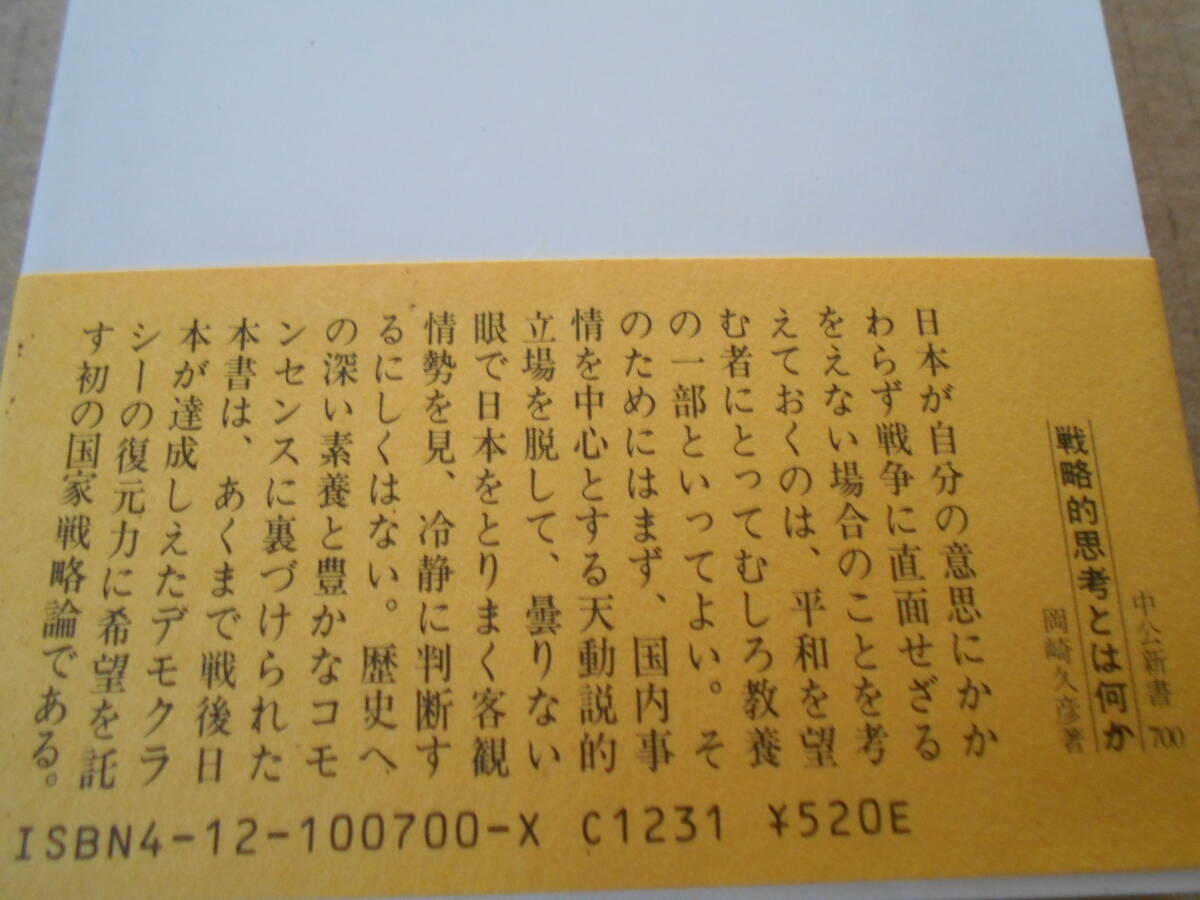 中公新書 700
戦略的思考とは何か
岡崎久彦著
日本が自分の意思にかか
わらず戦争に直面せざる
をえない場合のことを考
えておくのは、平和を望
む者にとってむしろ教養
の一部といってよい。そ
のためにはまず、国内事
情を中心とする天動説的
立場を脱して、曇りない
眼で日本をとりまく客観
情勢を見、冷静に判断す
るにしくはない。歴史へ
の深い素養と豊かなコモ
ンセンスに裏づけられた
本書は、あくまで戦後日
本が達成しえたデモクラ
シーの復元力に希望を託
す初の国家戦略論である。
ISBN4-12-100700-X C1231 ¥520E